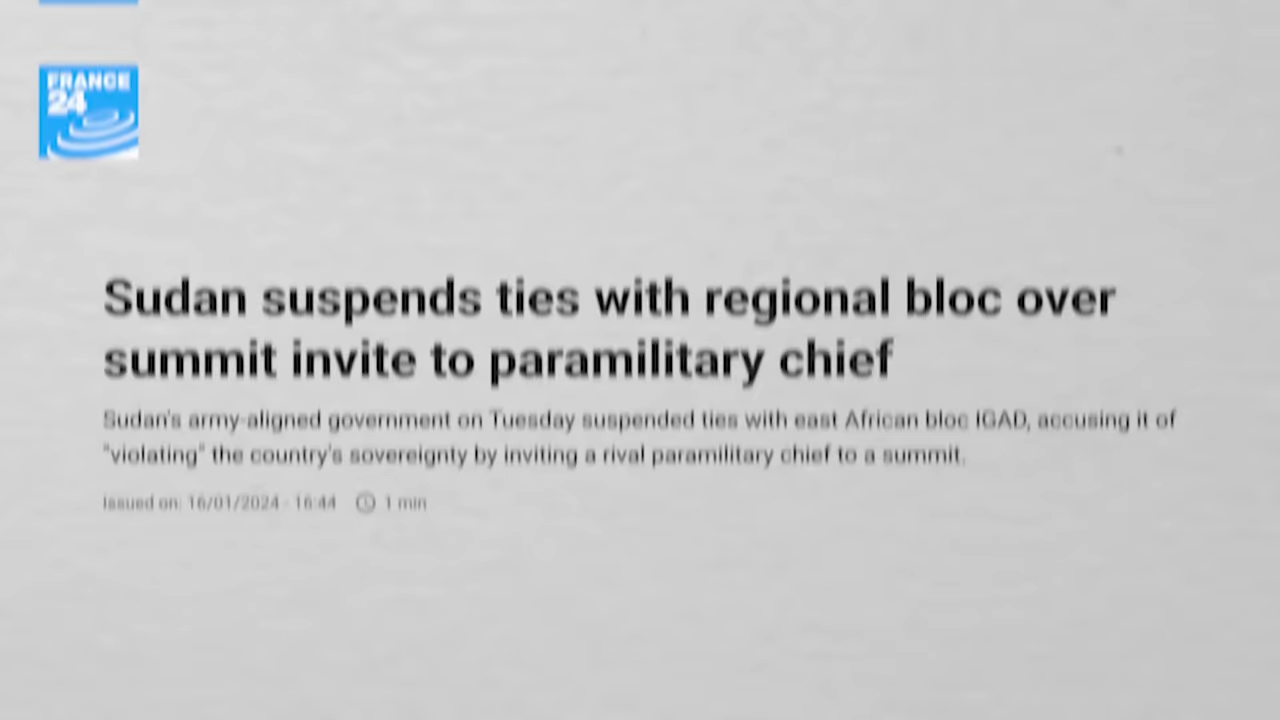 FRANCE
24
Sudan suspends ties with regional bloc over
summit invite to paramilitary chief
Sudan's army-aligned government on Tuesday suspended ties with east African bloc IGAD, accusing it of
"violating" the country's sovereignty by inviting a rival paramilitary chief to a summit.
Issued on: 16/01/2024 - 16:44 1 min